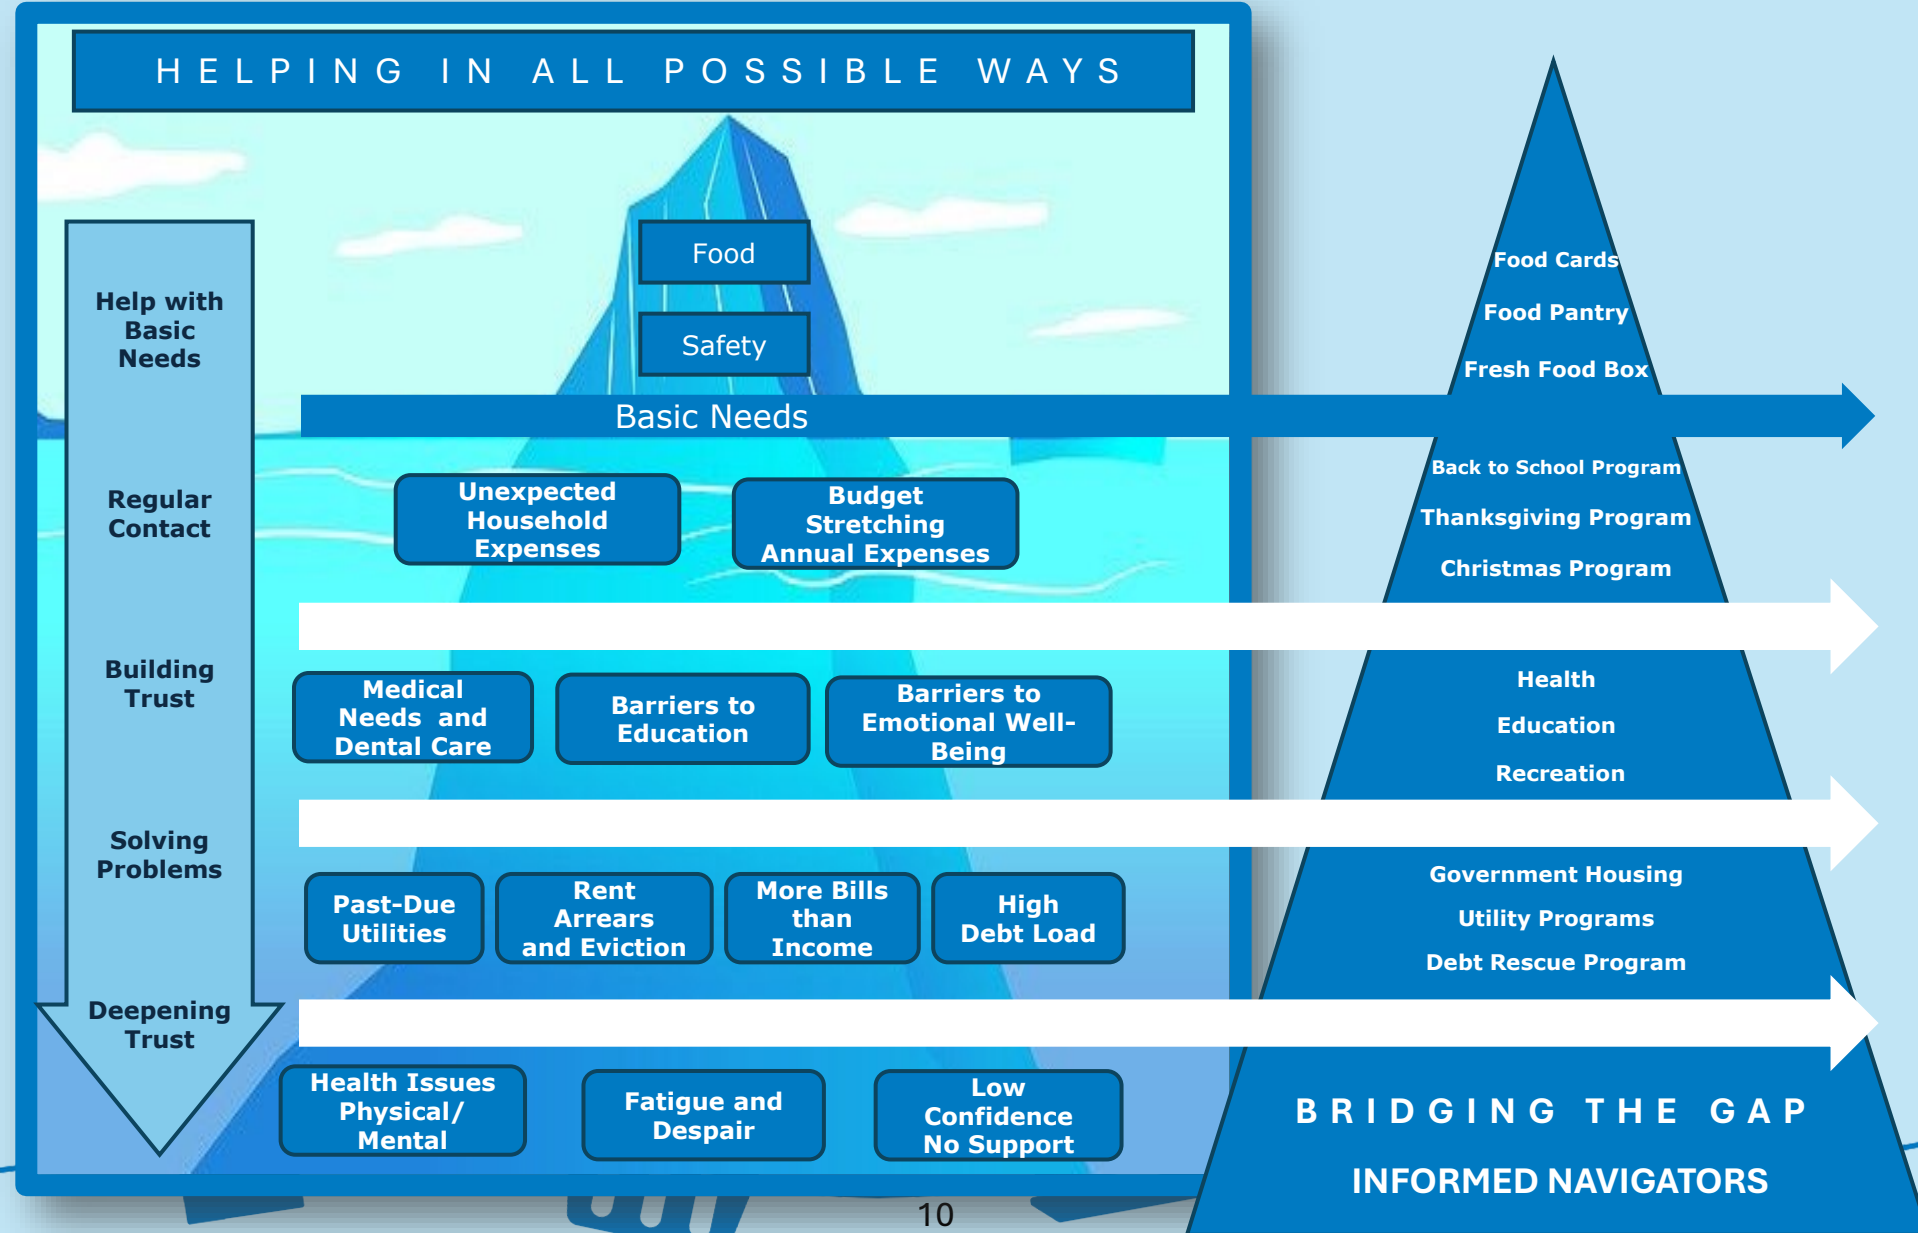 HELPING IN ALL POSSIBLE WAYS
Help with
Basic
Needs
Regular
Contact
Building
Trust
Solving
Problems
Deepening
Trust
Food
Safety
Basic Needs
Unexpected
Household
Expenses
Budget
Stretching
Annual Expenses
Medical
Needs and
Dental Care
Barriers to
Education
Barriers to
Emotional Well-
Being
Past-Due
Utilities
Rent
Arrears
and Eviction
More Bills
than
Income
High
Debt Load
Health Issues
Physical/
Mental
Fatigue and
Despair
Low
Confidence
No Support
Food Cards
Food Pantry
Fresh Food Box
Back to School Program
Thanksgiving Program
Christmas Program
Health
Education
Recreation
Government Housing
Utility Programs
Debt Rescue Program
BRIDGING THE GAP
INFORMED NAVIGATORS
10